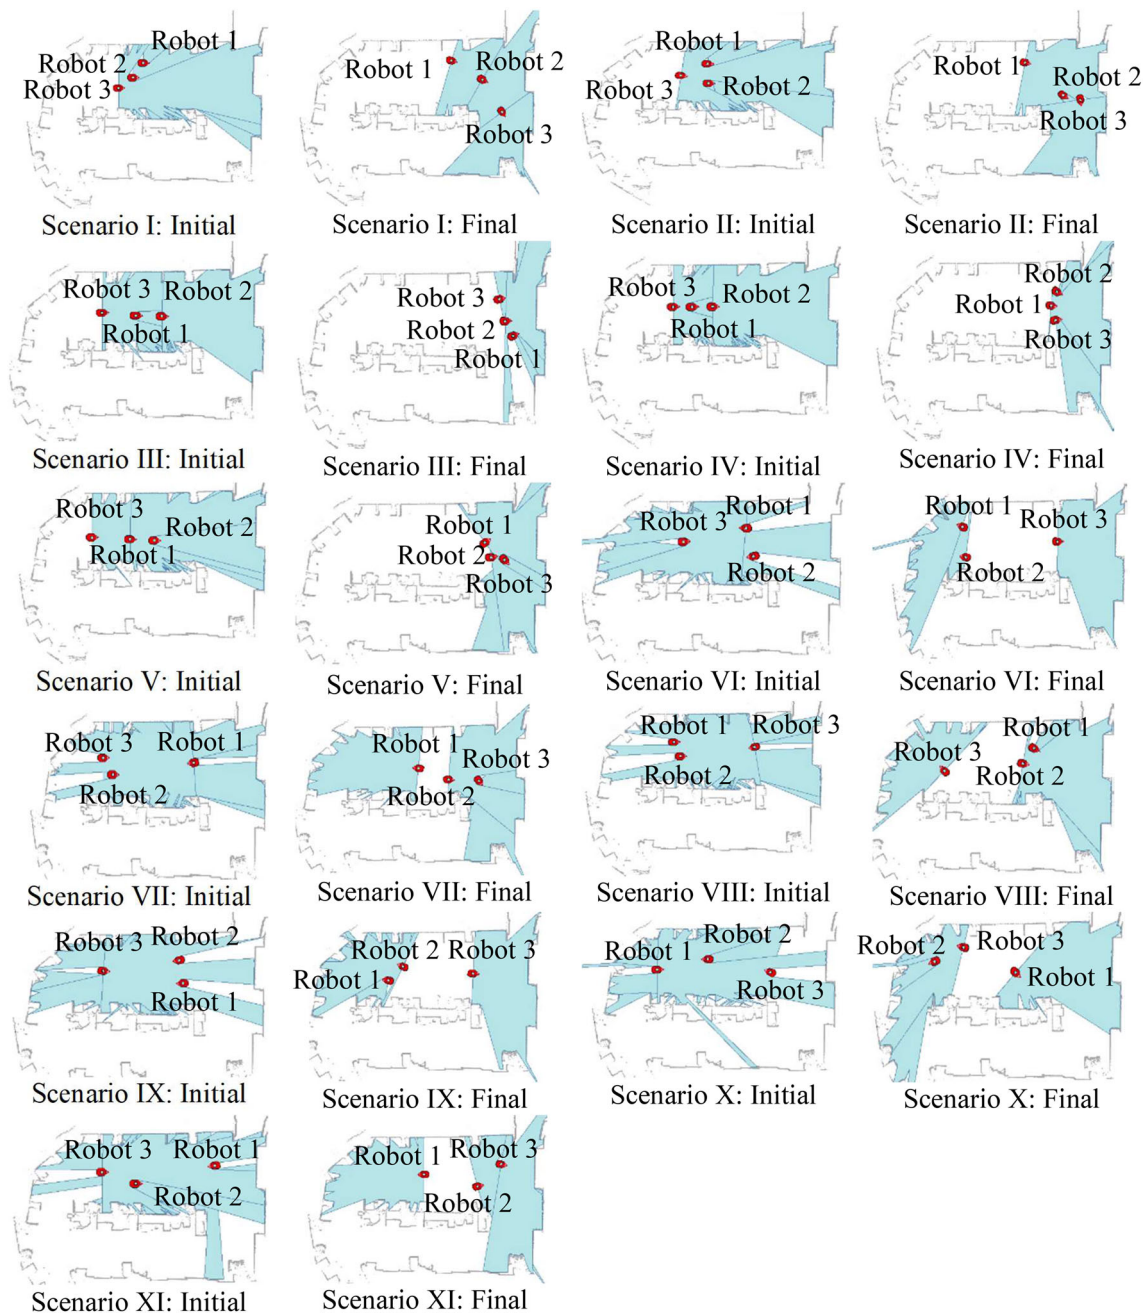 Robot 1
Robot 2
Robot 3
Scenario I: Initial
Robot 1
Robot 2
Robot 3
Scenario I: Final
Robot 1
Robot 3
Robot 2
Scenario II: Initial
Robot 1
Robot 2
Robot 3
Scenario II: Final
Robot 3
Robot 2
Robot 1
Scenario III: Initial
Robot 3
Robot 2
Robot 1
Scenario III: Final
Robot 3
Robot 2
Robot 1
Scenario IV: Initial
Robot 2
Robot 1
Robot 3
Scenario IV: Final
Robot 3
Robot 2
Robot 1
Scenario V: Initial
Robot 1
Robot 2
Robot 3
Scenario V: Final
Robot 1
Robot 3
Robot 2
Scenario VI: Initial
Robot 1
Robot 3
Robot 2
Scenario VI: Final
Robot 3
Robot 1
Robot 2
Scenario VII: Initial
Robot 1
Robot 3
Robot 2
Scenario VII: Final
Robot 1
Robot 3
Robot 2
Scenario VIII: Initial
Robot 1
Robot 3
Robot 2
Scenario VIII: Final
Robot 2
Robot 3
Robot 1
Scenario IX: Initial
Robot 2
Robot 3
Robot 1
Scenario IX: Final
Robot 2
Robot 1
Robot 3
Scenario X: Initial
Robot 3
Robot 2
Robot 1
Scenario X: Final
Robot 3
Robot 1
Robot 2
Scenario XI: Initial
Robot 3
Robot 1
Robot 2
Scenario XI: Final